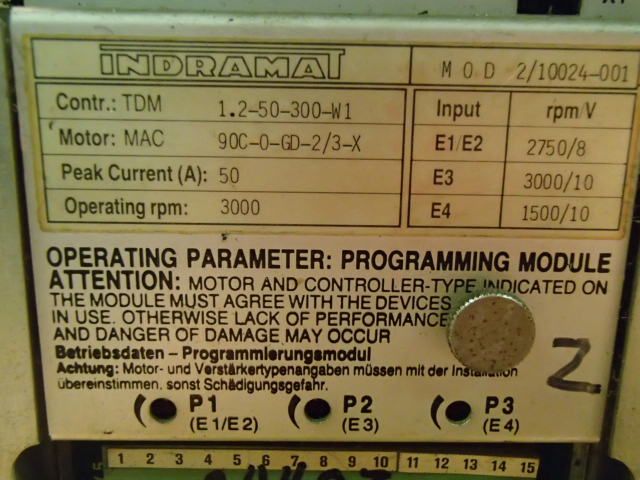 INDRAMAT
MOD 2/10024-001
Contr.: TDM 1.2-50-300-W1
Input rpm/V
Motor: MAC 90C-0-GD-2/3-X
E1/E2 2750/8
Peak Current (A): 50
E3 3000/10
Operating rpm: 3000
E4 1500/10
OPERATING PARAMETER: PROGRAMMING MODULE
ATTENTION: MOTOR AND CONTROLLER-TYPE INDICATED ON
THE MODULE MUST AGREE WITH THE DEVICES
IN USE. OTHERWISE LACK OF PERFORMANCE
AND DANGER OF DAMAGE MAY OCCUR
Betriebsdaten – Programmierungsmodul
Achtung: Motor- und Verstärkertypenangaben müssen mit der Installation
übereinstimmen, sonst Schädigungsgefahr.
Z
P1 P2 P3
(E1/E2) (E3) (E4)
1 2 3 4 5 6 7 8 9 10 11 12 13 14 15